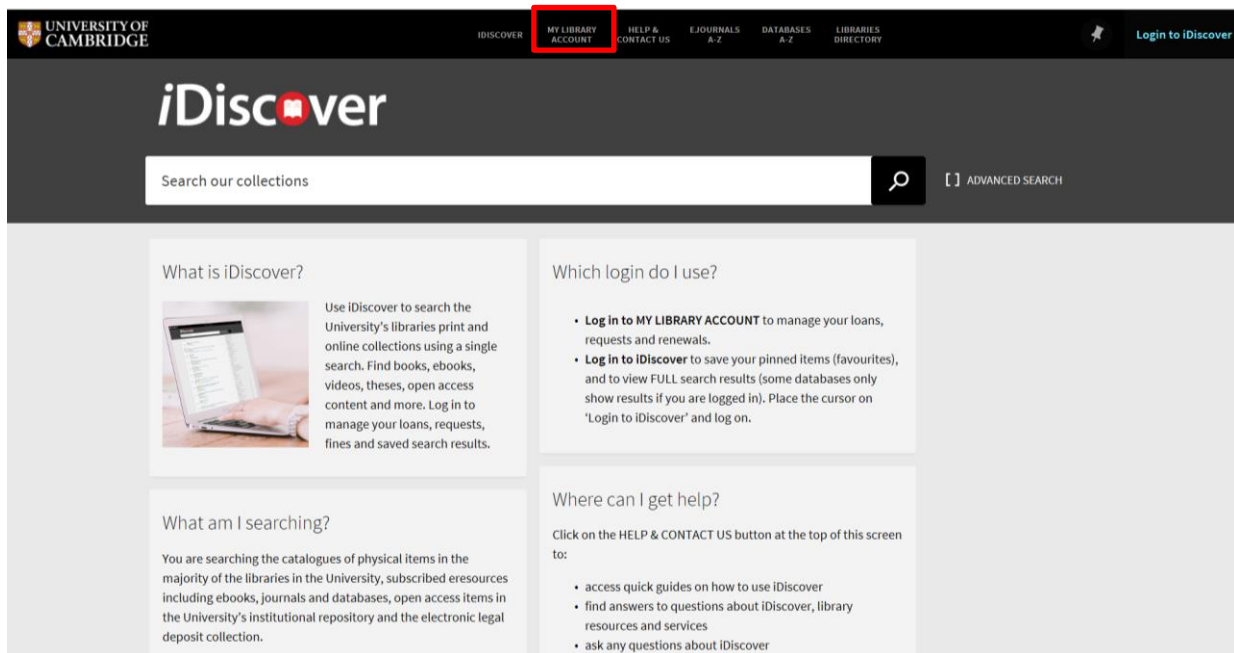 UNIVERSITY OF
CAMBRIDGE
IDISCOVER
MY LIBRARY
ACCOUNT
HELP &
CONTACT US
EJOURNALS
A-Z
DATABASES
A-Z
LIBRARIES
DIRECTORY
Login to iDiscover
iDiscover
Search our collections
[ ] ADVANCED SEARCH
What is iDiscover?
Use iDiscover to search the
University's libraries print and
online collections using a single
search. Find books, ebooks,
videos, theses, open access
content and more. Log in to
manage your loans, requests,
fines and saved search results.
Which login do I use?
• Log in to MY LIBRARY ACCOUNT to manage your loans,
requests and renewals.
• Log in to iDiscover to save your pinned items (favourites),
and to view FULL search results (some databases only
show results if you are logged in). Place the cursor on
'Login to iDiscover' and log on.
What am I searching?
You are searching the catalogues of physical items in the
majority of the libraries in the University, subscribed eresources
including ebooks, journals and databases, open access items in
the University's institutional repository and the electronic legal
deposit collection.
Where can I get help?
Click on the HELP & CONTACT US button at the top of this screen
to:
• access quick guides on how to use iDiscover
• find answers to questions about iDiscover, library
resources and services
• ask any questions about iDiscover